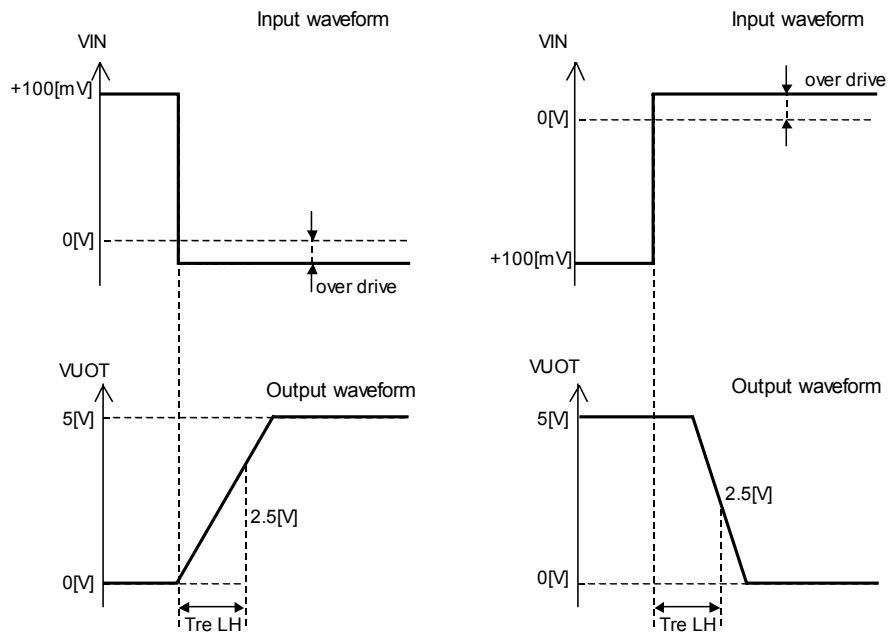 Input waveform
VIN
+100[mV]
0[V]
over drive
Input waveform
VIN
over drive
0[V]
+100[mV]
VUOT
Output waveform
5[V]
2.5[V]
0[V]
Tre LH
VUOT
Output waveform
5[V]
2.5[V]
0[V]
Tre LH